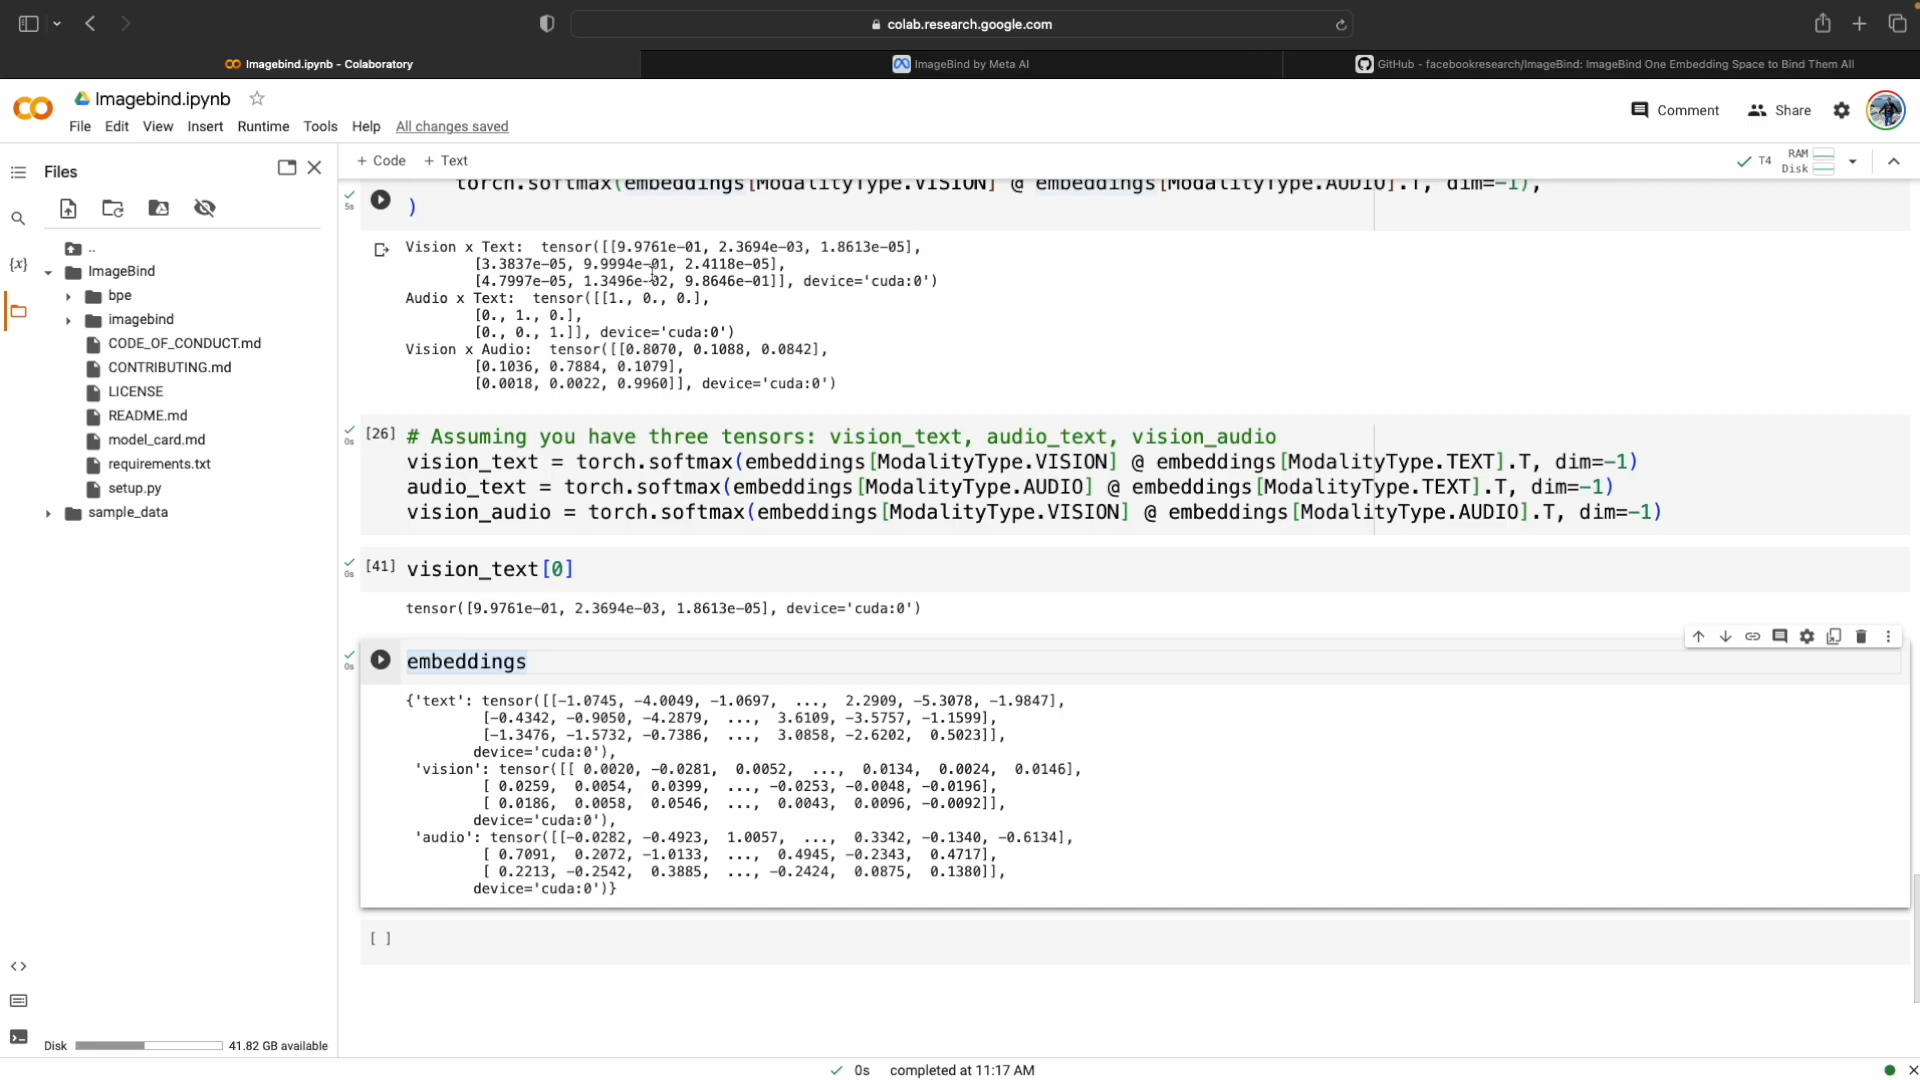 colab.research.google.com
Imagebind.ipynb - Colaboratory
ImageBind by Meta AI
GitHub - facebookresearch/ImageBind: ImageBind One Embedding Space to Bind Them All
Imagebind.ipynb
Comment
Share
File Edit View Insert Runtime Tools Help All changes saved
Files
+ Code + Text
T4
RAM
Disk
{x}
..
ImageBind
bpe
imagebind
CODE_OF_CONDUCT.md
CONTRIBUTING.md
LICENSE
README.md
model_card.md
requirements.txt
setup.py
sample_data
Disk
41.82 GB available
torch.softmax(embeddings[ModalityType.VISION] @ embeddings[ModalityType.AUDIO].T, dim=-1),
5s
)
Vision x Text:  tensor([[9.9761e-01, 2.3694e-03, 1.8613e-05],
[3.3837e-05, 9.9994e-01, 2.4118e-05],
[4.7997e-05, 1.3496e-02, 9.8646e-01]], device='cuda:0')
Audio x Text:  tensor([[1., 0., 0.],
[0., 1., 0.],
[0., 0., 1.]], device='cuda:0')
Vision x Audio:  tensor([[0.8070, 0.1088, 0.0842],
[0.1036, 0.7884, 0.1079],
[0.0018, 0.0022, 0.9960]], device='cuda:0')
0s
[26] # Assuming you have three tensors: vision_text, audio_text, vision_audio
vision_text = torch.softmax(embeddings[ModalityType.VISION] @ embeddings[ModalityType.TEXT].T, dim=-1)
audio_text = torch.softmax(embeddings[ModalityType.AUDIO] @ embeddings[ModalityType.TEXT].T, dim=-1)
vision_audio = torch.softmax(embeddings[ModalityType.VISION] @ embeddings[ModalityType.AUDIO].T, dim=-1)
0s
[41] vision_text[0]
tensor([9.9761e-01, 2.3694e-03, 1.8613e-05], device='cuda:0')
0s
embeddings
{'text': tensor([[-1.0745, -4.0049, -1.0697,  ...,  2.2909, -5.3078, -1.9847],
[-0.4342, -0.9050, -4.2879,  ...,  3.6109, -3.5757, -1.1599],
[-1.3476, -1.5732, -0.7386,  ...,  3.0858, -2.6202,  0.5023]],
device='cuda:0'),
'vision': tensor([[ 0.0020, -0.0281,  0.0052,  ...,  0.0134,  0.0024,  0.0146],
[ 0.0259,  0.0054,  0.0399,  ..., -0.0253, -0.0048, -0.0196],
[ 0.0186,  0.0058,  0.0546,  ...,  0.0043,  0.0096, -0.0092]],
device='cuda:0'),
'audio': tensor([[-0.0282, -0.4923,  1.0057,  ...,  0.3342, -0.1340, -0.6134],
[ 0.7091,  0.2072, -1.0133,  ...,  0.4945, -0.2343,  0.4717],
[ 0.2213, -0.2542,  0.3885,  ..., -0.2424,  0.0875,  0.1380]],
device='cuda:0')}
[ ]
0s completed at 11:17 AM